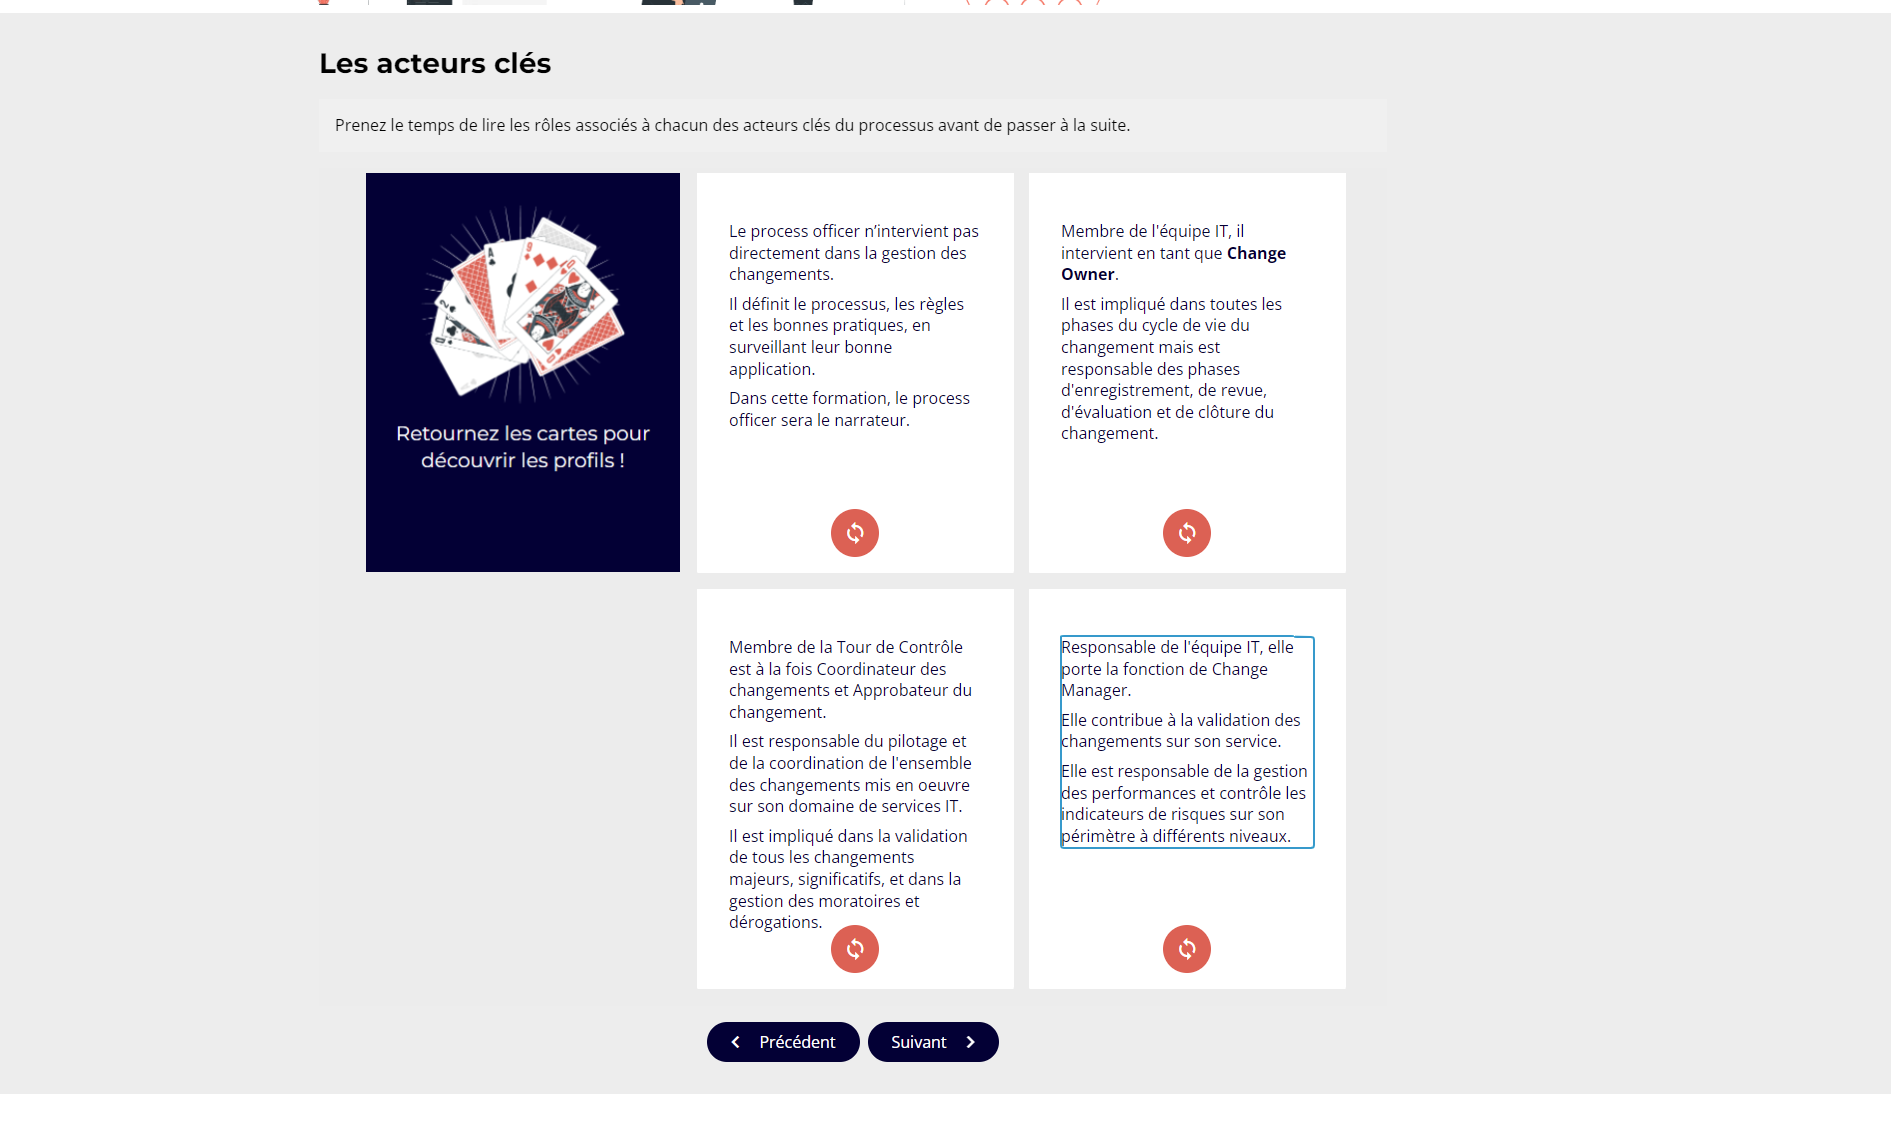 Les acteurs clés
Prenez le temps de lire les rôles associés à chacun des acteurs clés du processus avant de passer à la suite.
Retournez les cartes pour
découvrir les profils !
Le process officer n’intervient pas
directement dans la gestion des
changements.
Il définit le processus, les règles
et les bonnes pratiques, en
surveillant leur bonne
application.
Dans cette formation, le process
officer sera le narrateur.
Membre de l'équipe IT, il
intervient en tant que Change
Owner.
Il est impliqué dans toutes les
phases du cycle de vie du
changement mais est
responsable des phases
d'enregistrement, de revue,
d'évaluation et de clôture du
changement.
Membre de la Tour de Contrôle
est à la fois Coordinateur des
changements et Approbateur du
changement.
Il est responsable du pilotage et
de la coordination de l'ensemble
des changements mis en oeuvre
sur son domaine de services IT.
Il est impliqué dans la validation
de tous les changements
majeurs, significatifs, et dans la
gestion des moratoires et
dérogations.
Responsable de l'équipe IT, elle
porte la fonction de Change
Manager.
Elle contribue à la validation des
changements sur son service.
Elle est responsable de la gestion
des performances et contrôle les
indicateurs de risques sur son
périmètre à différents niveaux.
Précédent
Suivant